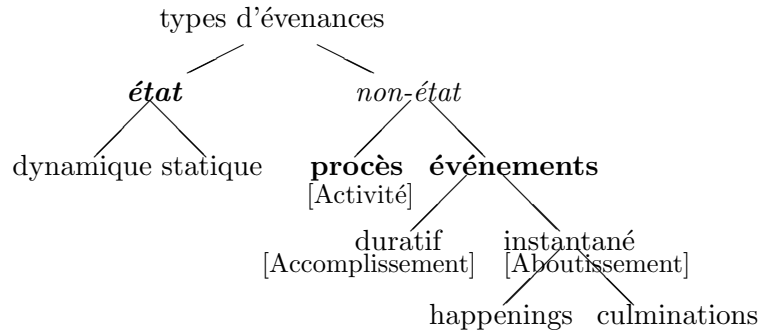 types d'évenances
état non-état
dynamique statique procès événements
[Activité]
duratif instantané
[Accomplissement] [Aboutissement]
happenings culminations